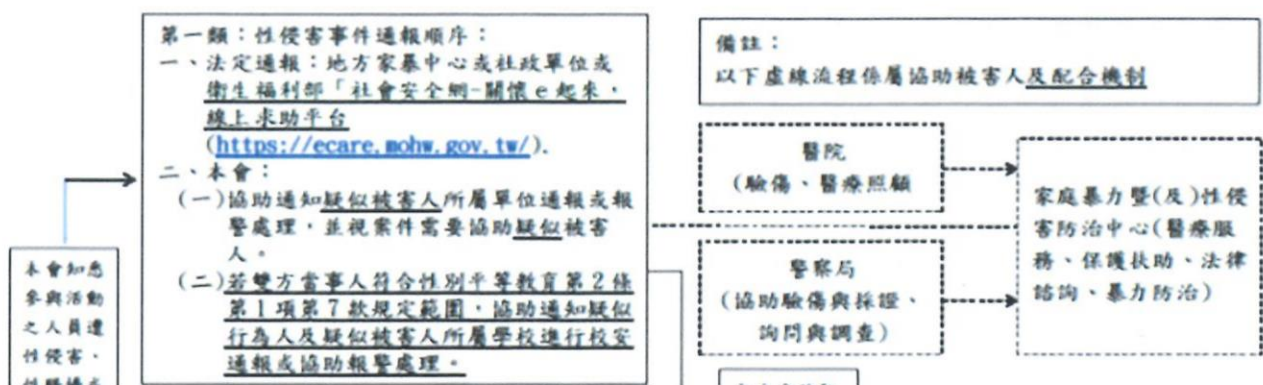 第一類：性侵害事件通報順序：
一、法定通報：地方家暴中心或社政單位或
衛生福利部「社會安全網-關懷e起來，
線上求助平台
(https://ecare.mohw.gov.tw/).
二、本會：
(一)協助通知疑似被害人所屬單位通報或報
警處理，並視案件需要協助疑似被害
人。
(二)若雙方當事人符合性別平等教育第2條
第1項第7款規定範圍，協助通知疑似
行為人及疑似被害人所屬學校進行校安
通報或協助報警處理。
備註：
以下虛線流程係屬協助被害人及配合機制
醫院
(驗傷、醫療照顧
警察局
(協助驗傷與採證、
詢問與調查)
家庭暴力暨(及)性侵
害防治中心(醫療服
務、保護扶助、法律
諮詢、暴力防治)
本會知悉
參與活動
之人員遭
性侵害、